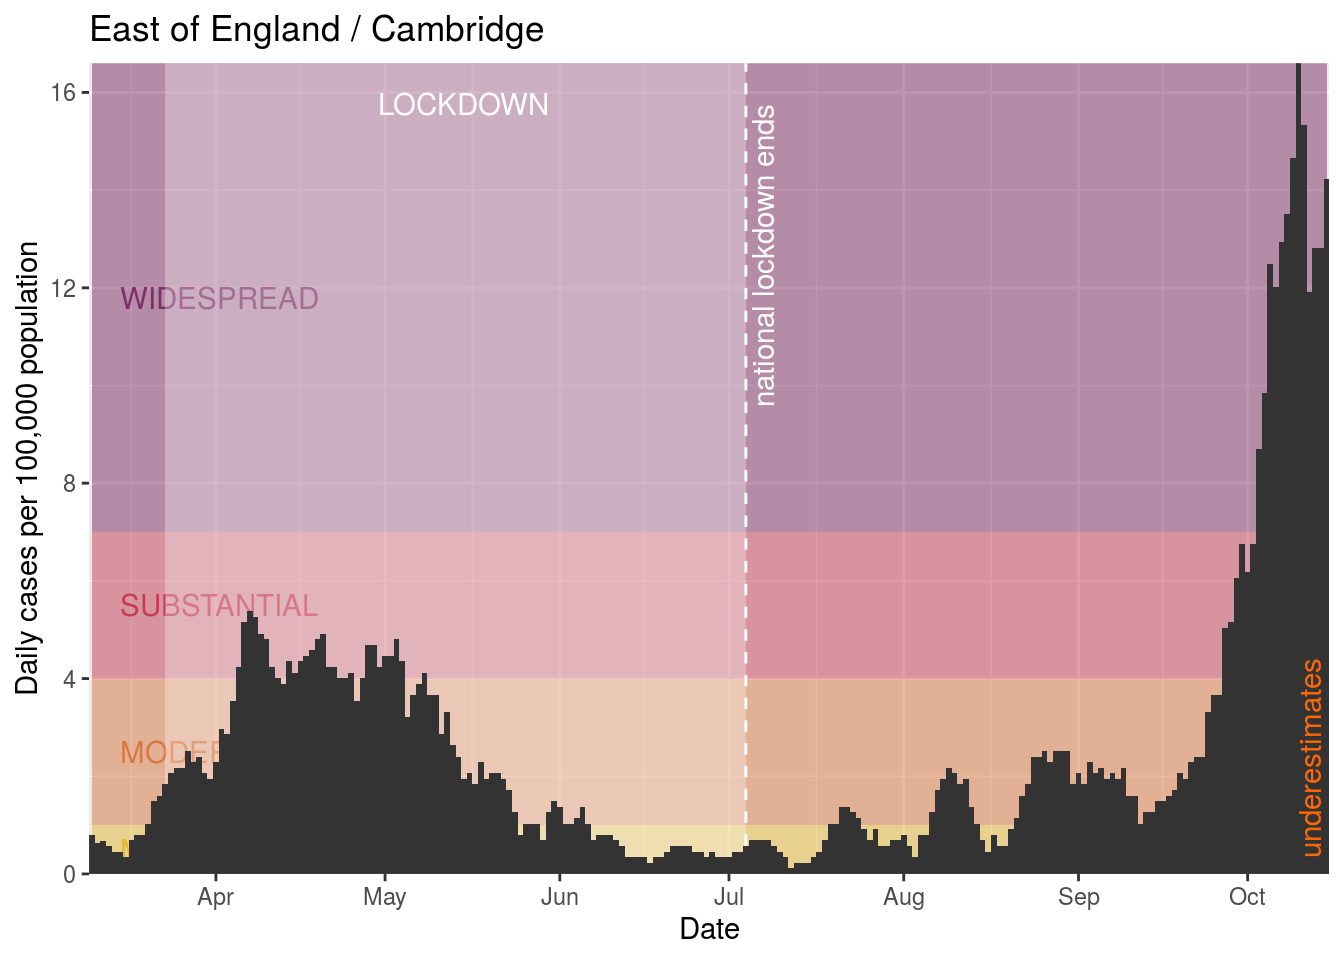 East of England / Cambridge
LOCKDOWN
national lockdown ends
WIDESPREAD
SUBSTANTIAL
underestimates
Daily cases per 100,000 population
16
12
8
4
0
Apr
May
Jun
Jul
Aug
Sep
Oct
Date